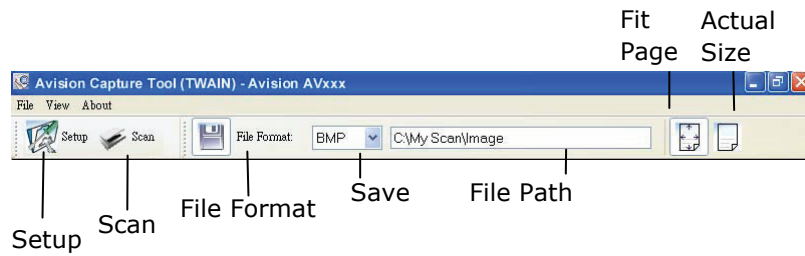 Fit Page
Actual Size
Avision Capture Tool (TWAIN) - Avision AVxxx
File View About
Setup Scan File Format: BMP C:\My Scan\Image
File Format
Save
File Path
Scan
Setup